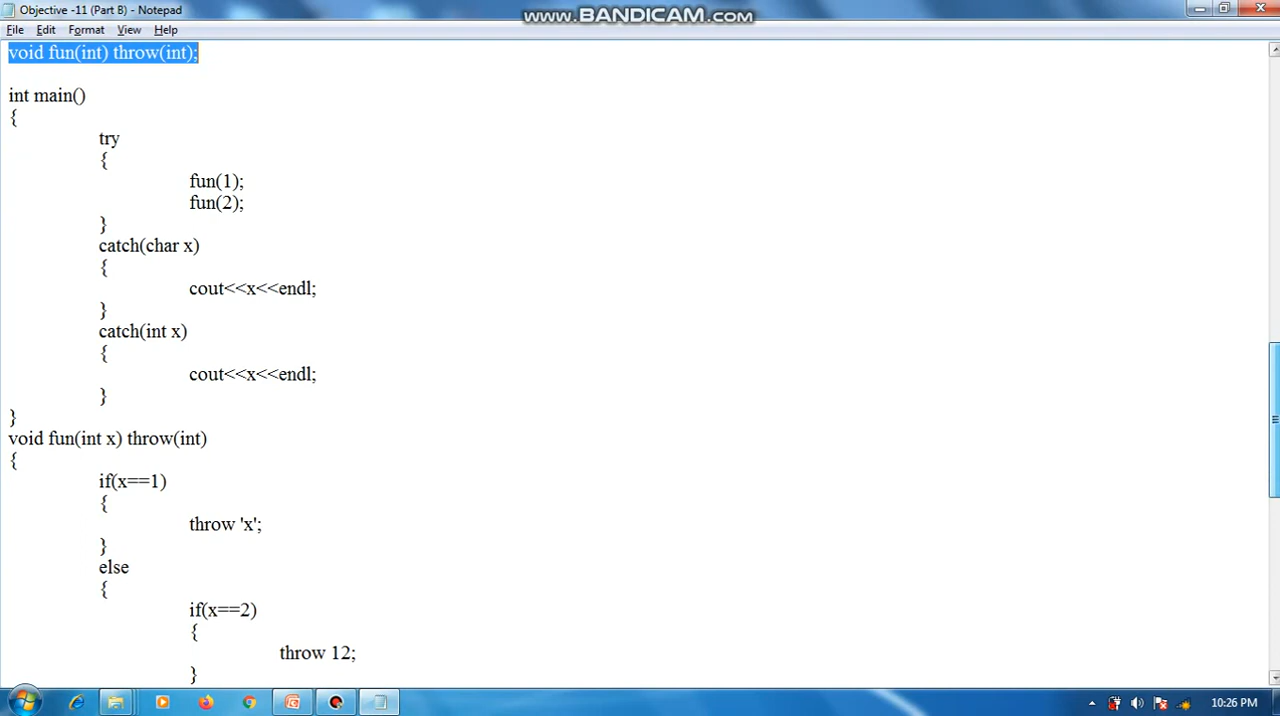 Objective -11 (Part B) - Notepad
www.BANDICAM.com
File Edit Format View Help
void fun(int) throw(int);
int main()
{
try
{
fun(1);
fun(2);
}
catch(char x)
{
cout<<x<<endl;
}
catch(int x)
{
cout<<x<<endl;
}
}
void fun(int x) throw(int)
{
if(x==1)
{
throw 'x';
}
else
{
if(x==2)
{
throw 12;
}
10:26 PM